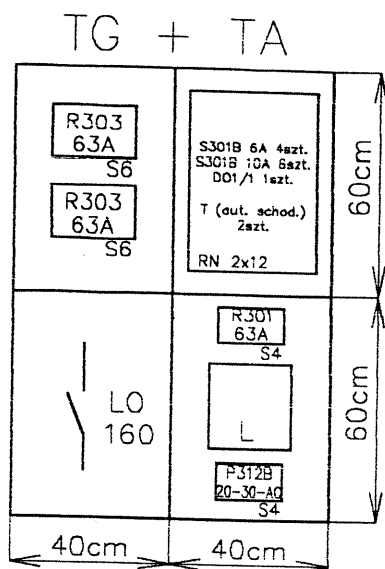 TG + TA
R303
63A
S6
R303
63A
S6
S301B 6A 4szt.
S301B 10A 6szt.
DO1/1 1szt.
T (aut. schod.)
2szt.
RN 2x12
60cm
LO
160
R301
63A
S4
L
P312B
20-30-AC
S4
60cm
40cm
40cm